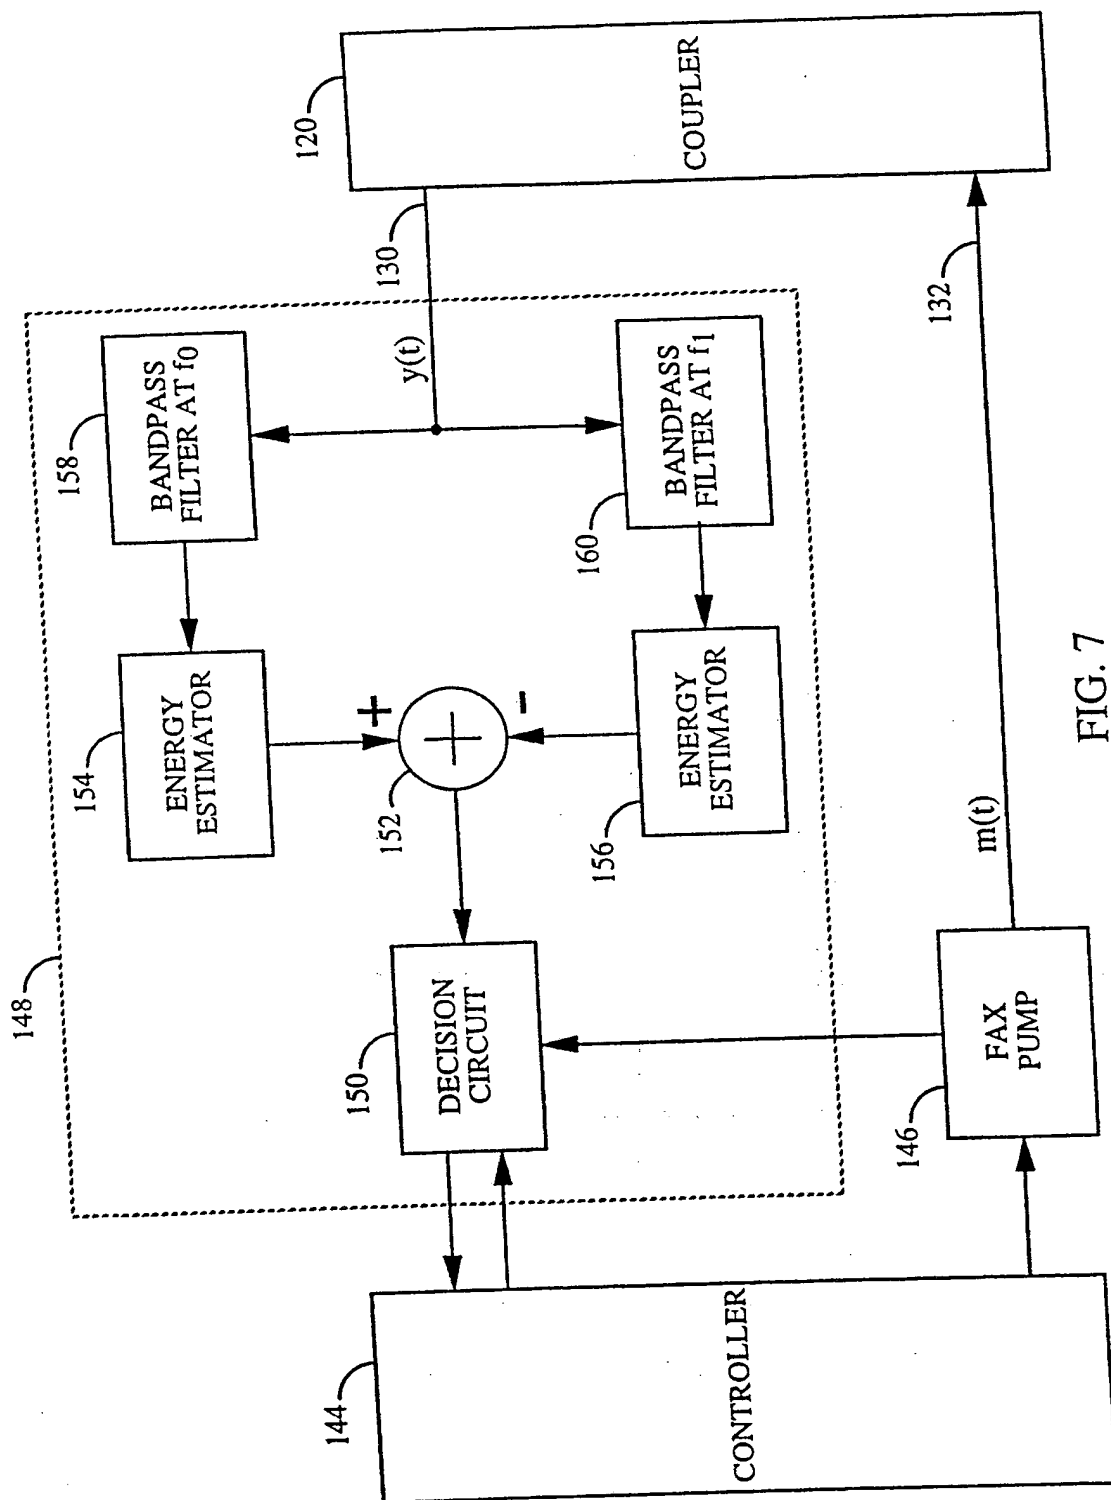 148
158
BANDPASS
FILTER AT f0
154
ENERGY
ESTIMATOR
120
COUPLER
130
y(t)
+
-
152
150
DECISION
CIRCUIT
160
BANDPASS
FILTER AT f1
156
ENERGY
ESTIMATOR
144
CONTROLLER
146
FAX
PUMP
m(t)
132
FIG. 7